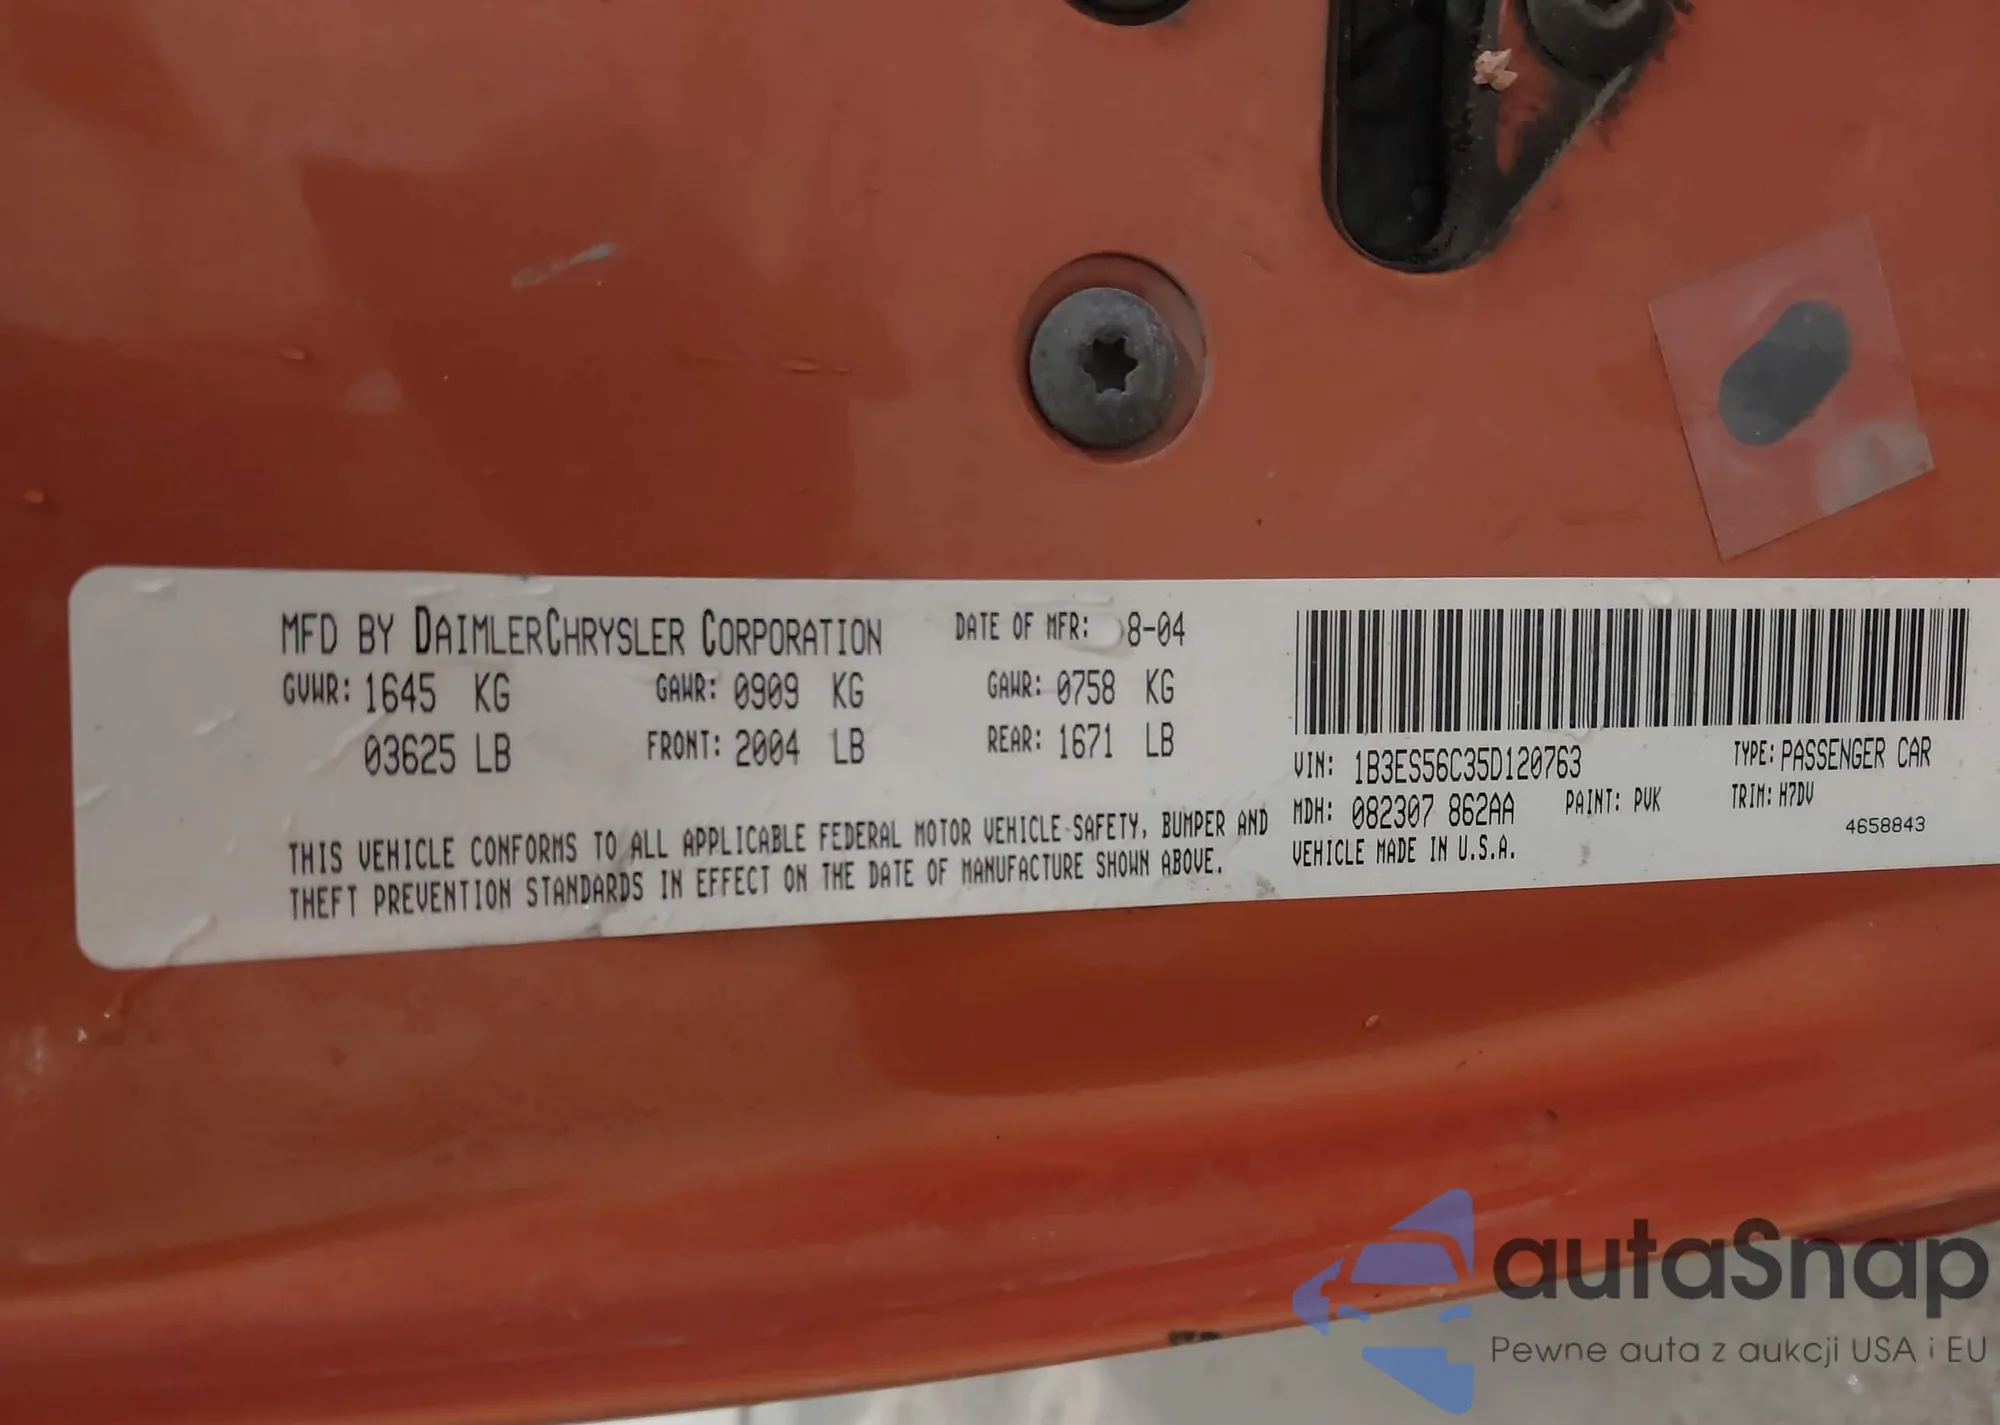 MFD BY DAIMLERCHRYSLER CORPORATION DATE OF MFR: 8-04
GVWR: 1645 KG GAWR: 0909 KG GAWR: 0758 KG
03625 LB FRONT: 2004 LB REAR: 1671 LB
THIS VEHICLE CONFORMS TO ALL APPLICABLE FEDERAL MOTOR VEHICLE SAFETY, BUMPER AND
THEFT PREVENTION STANDARDS IN EFFECT ON THE DATE OF MANUFACTURE SHOWN ABOVE.
VIN: 1B3ES56C35D120763 TYPE: PASSENGER CAR
MDH: 082307 862AA PAINT: PVK TRIM: H7DV
VEHICLE MADE IN U.S.A. 4658843
autaSnap
Pewne auta z aukcji USA i EU